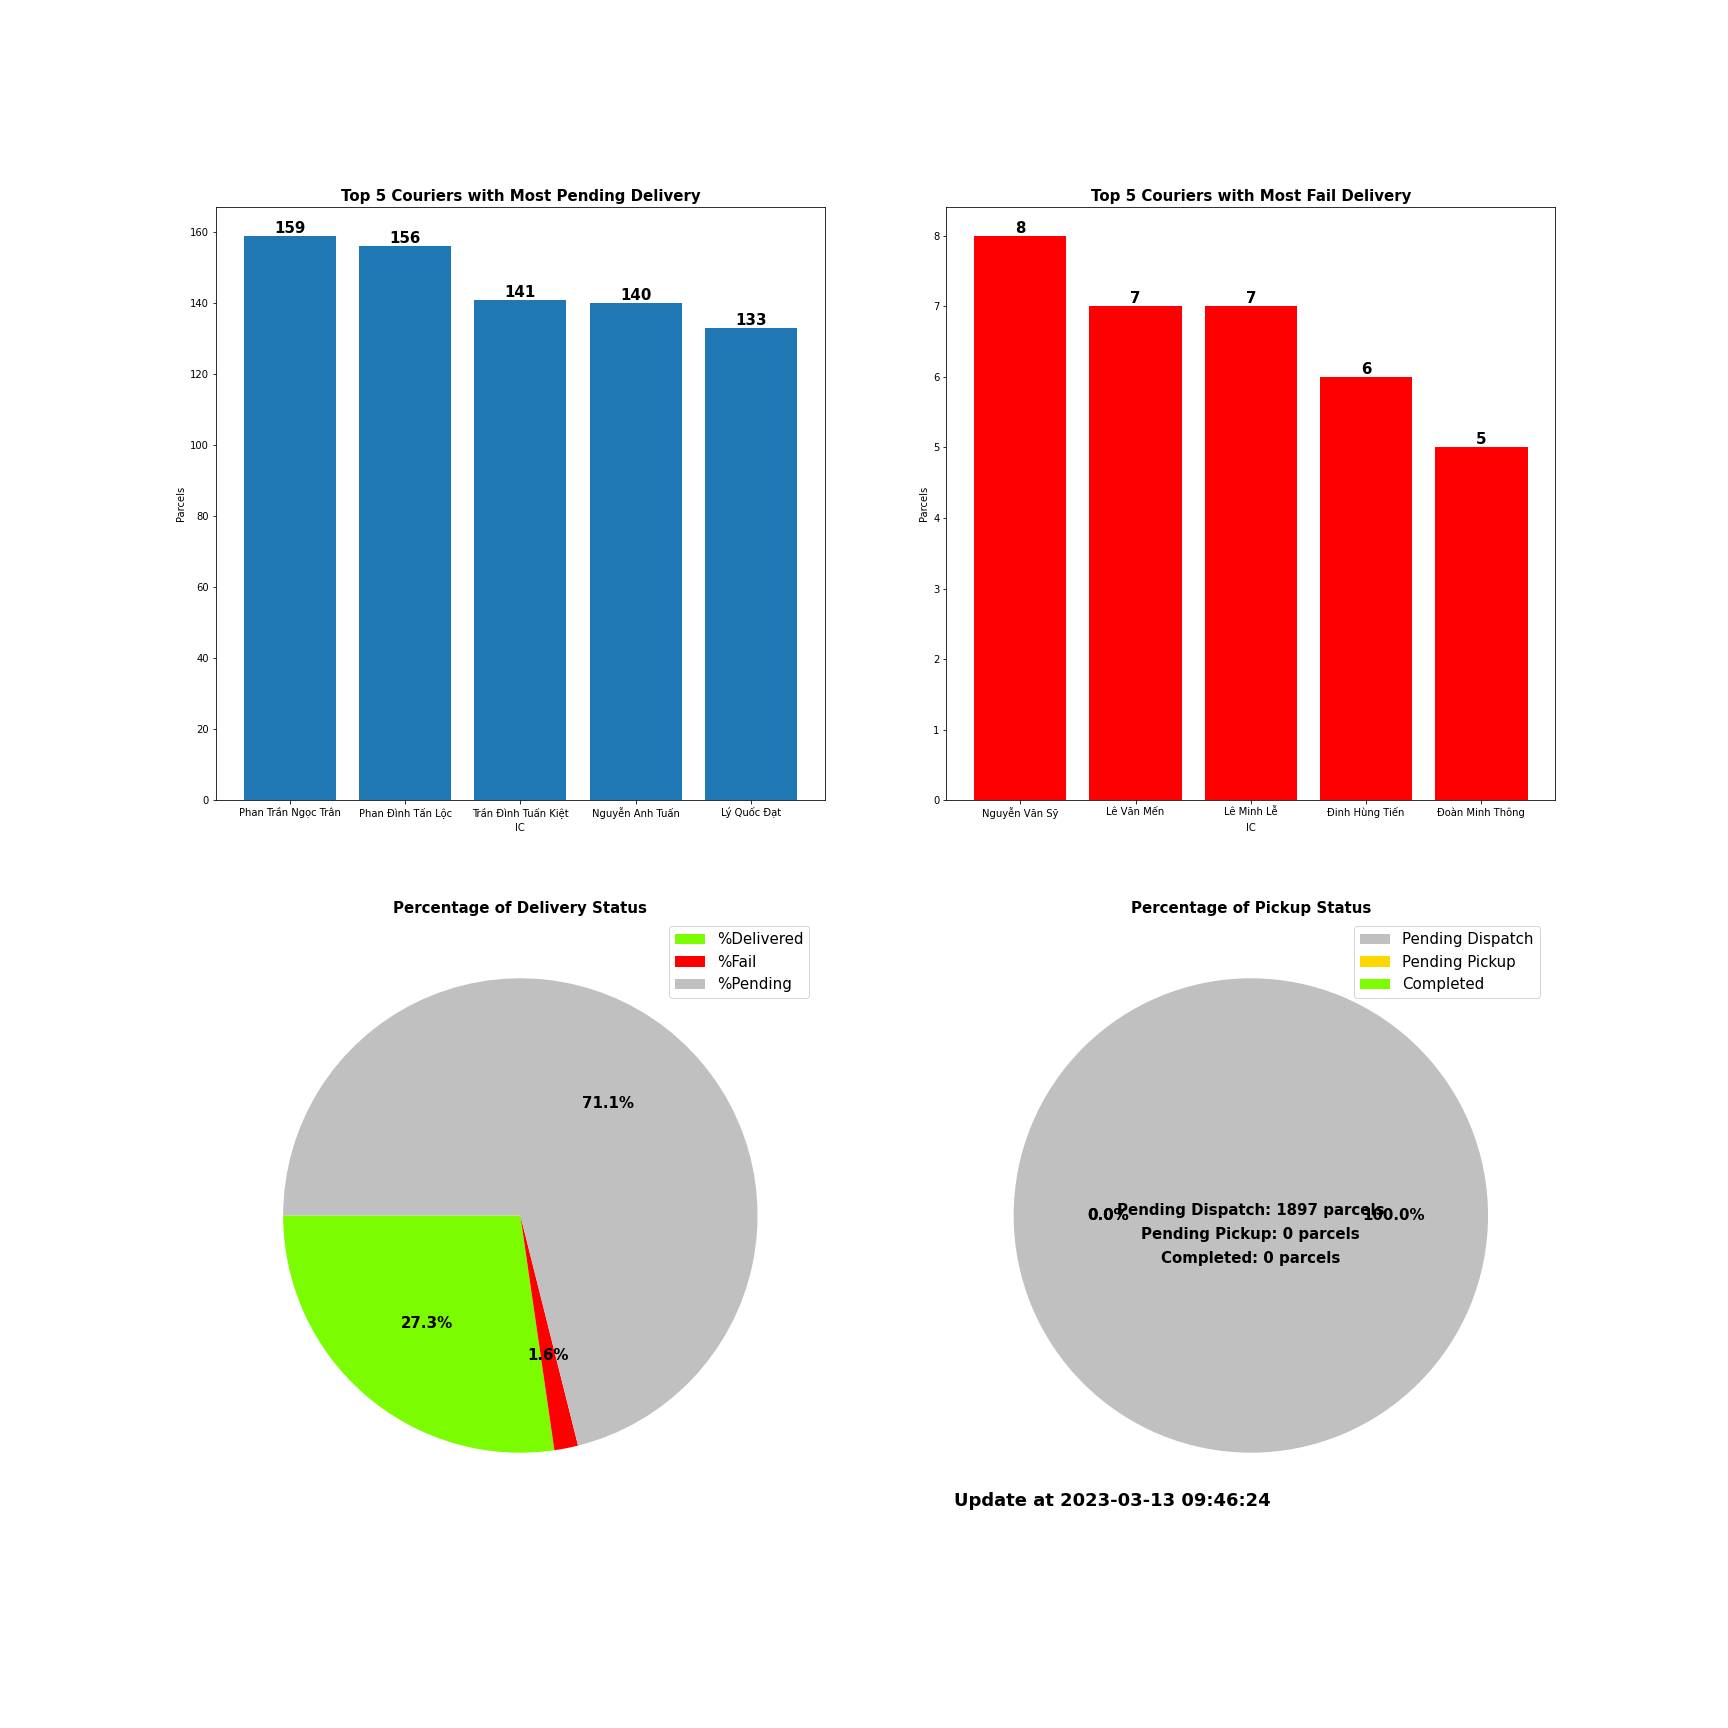 Top 5 Couriers with Most Pending Delivery
159
156
141
140
133
160
140
120
100
80
60
40
20
0
Parcels
Phan Trần Ngọc Trân
Phan Đình Tấn Lộc
Trần Đình Tuấn Kiệt
Nguyễn Anh Tuấn
Lý Quốc Đạt
IC
Top 5 Couriers with Most Fail Delivery
8
7
7
6
5
8
7
6
5
4
3
2
1
0
Parcels
Nguyễn Văn Sỹ
Lê Văn Mến
Lê Minh Lễ
Đinh Hùng Tiến
Đoàn Minh Thông
IC
Percentage of Delivery Status
%Delivered
%Fail
%Pending
71.1%
27.3%
1.6%
Percentage of Pickup Status
Pending Dispatch
Pending Pickup
Completed
0.0%
0.0%
Pending Dispatch: 1897 parcels
100.0%
Pending Pickup: 0 parcels
Completed: 0 parcels
Update at 2023-03-13 09:46:24